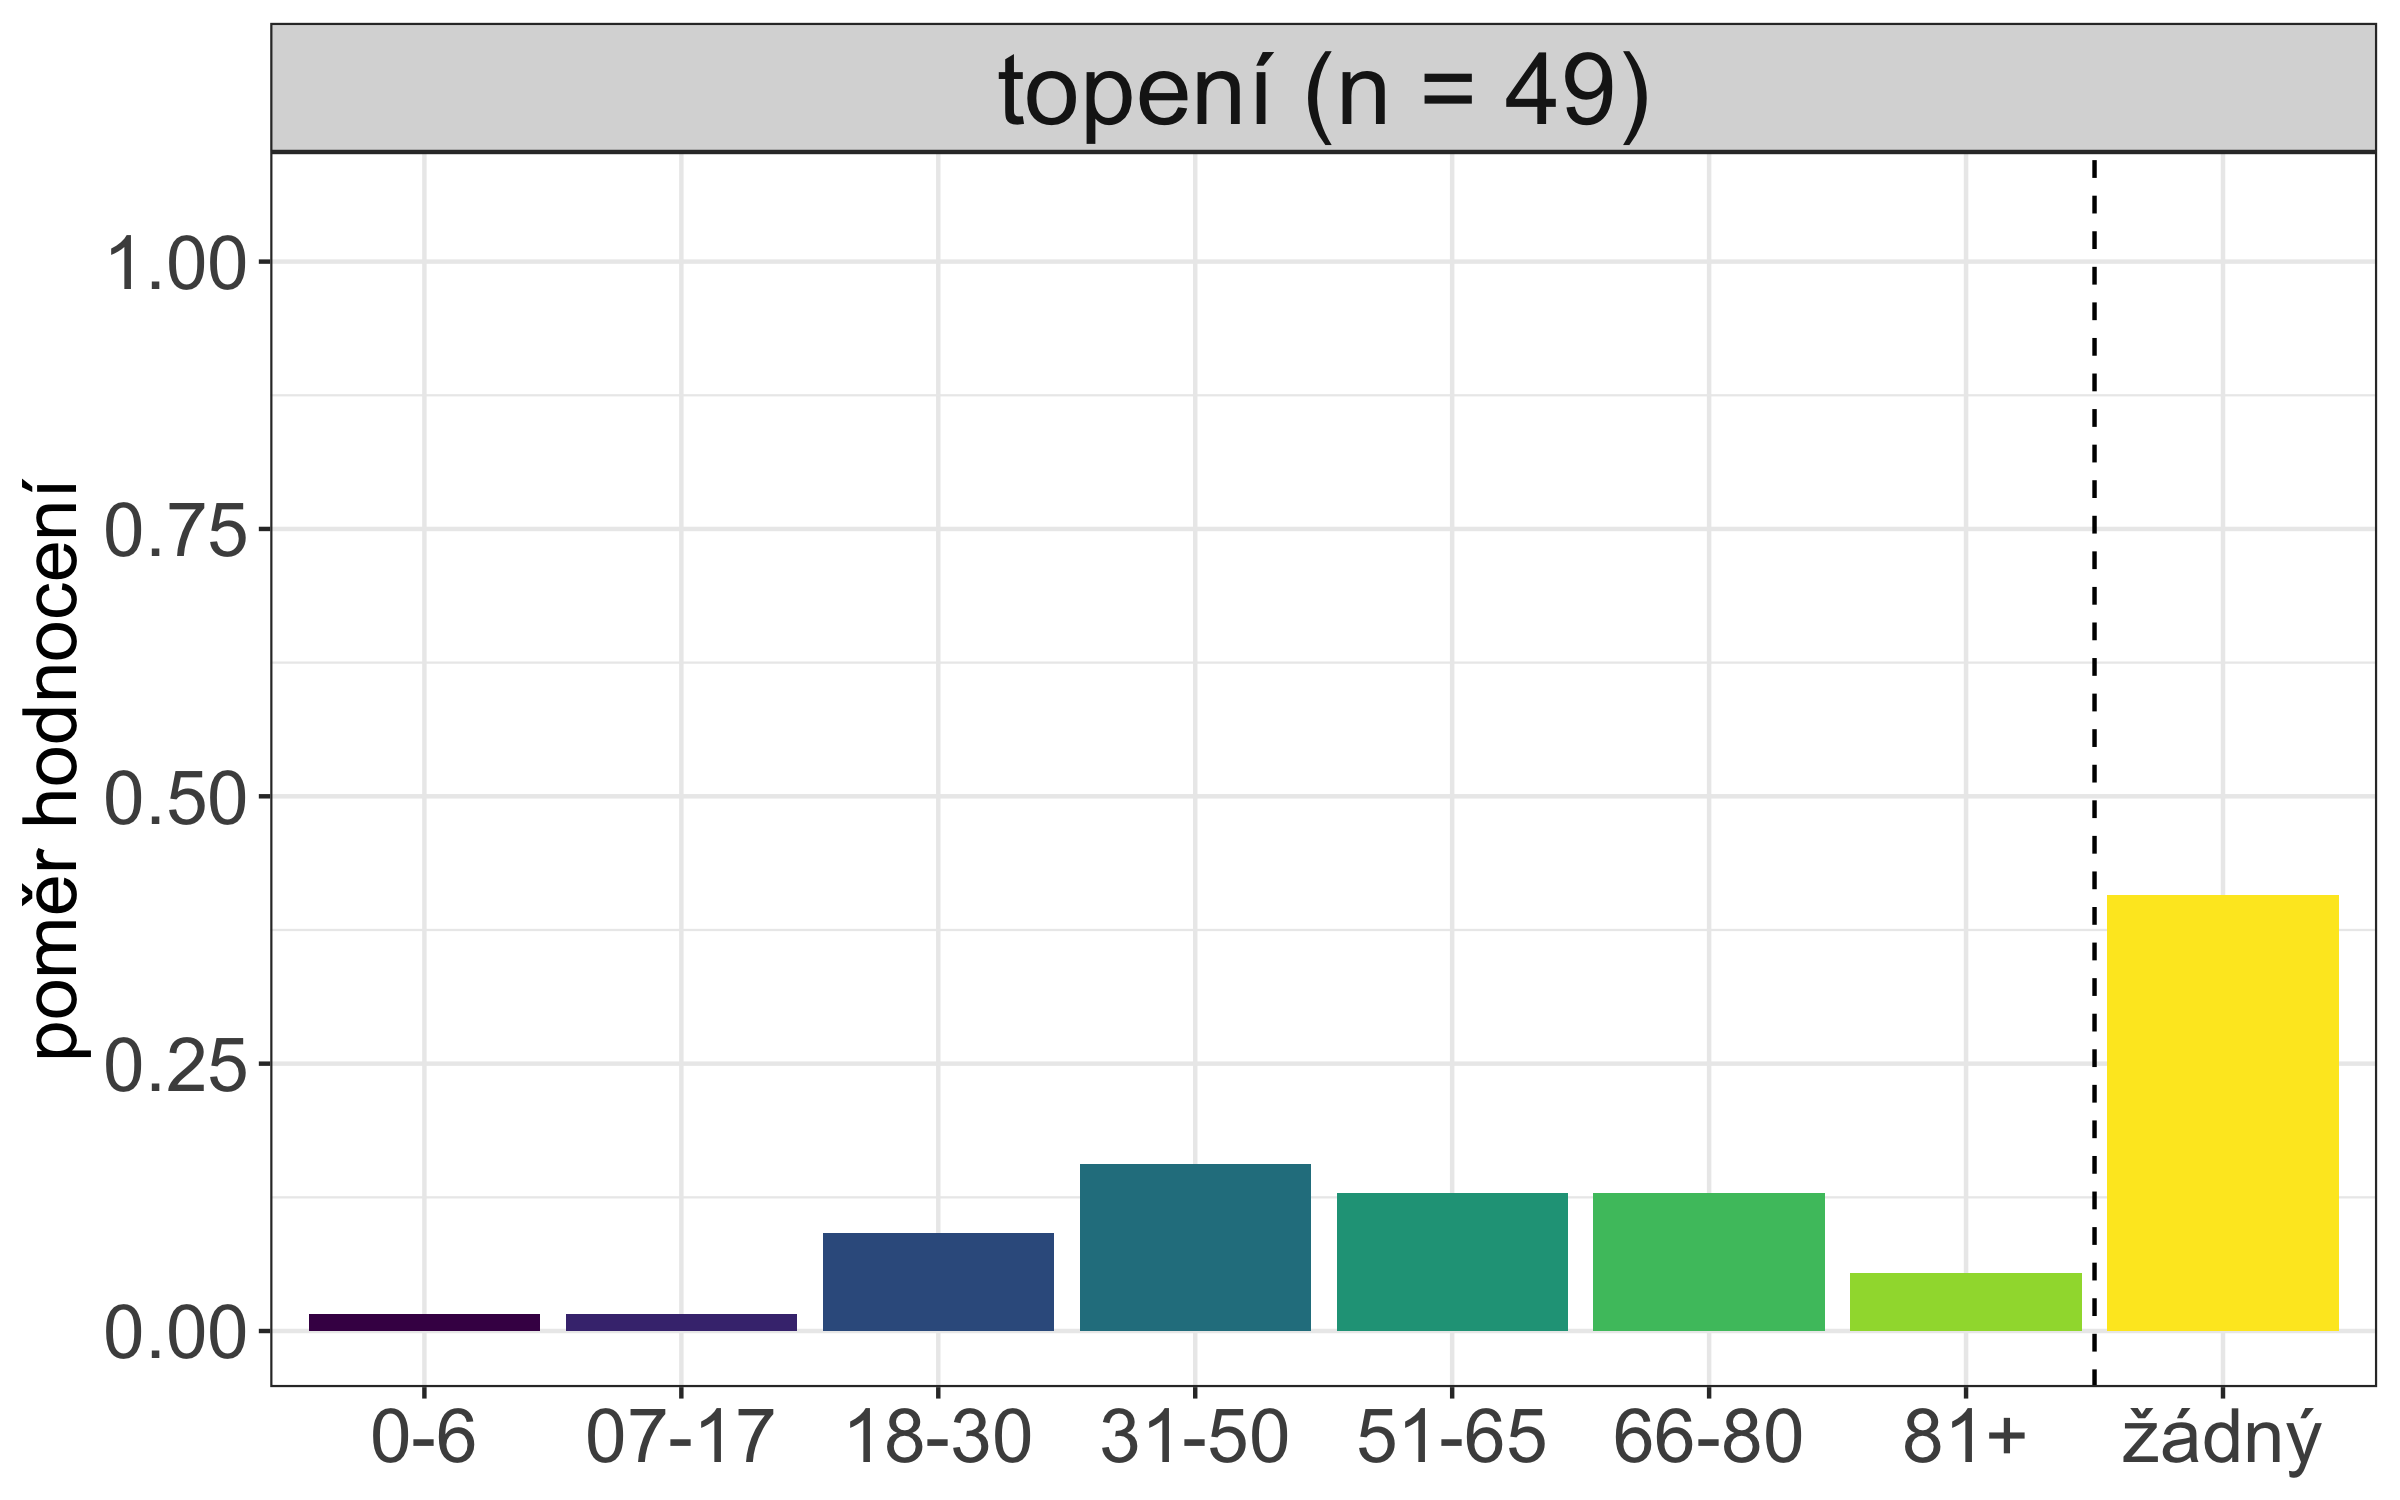 topení (n = 49)
poměr hodnocení
1.00
0.75
0.50
0.25
0.00
0-6 07-17 18-30 31-50 51-65 66-80 81+ žádný